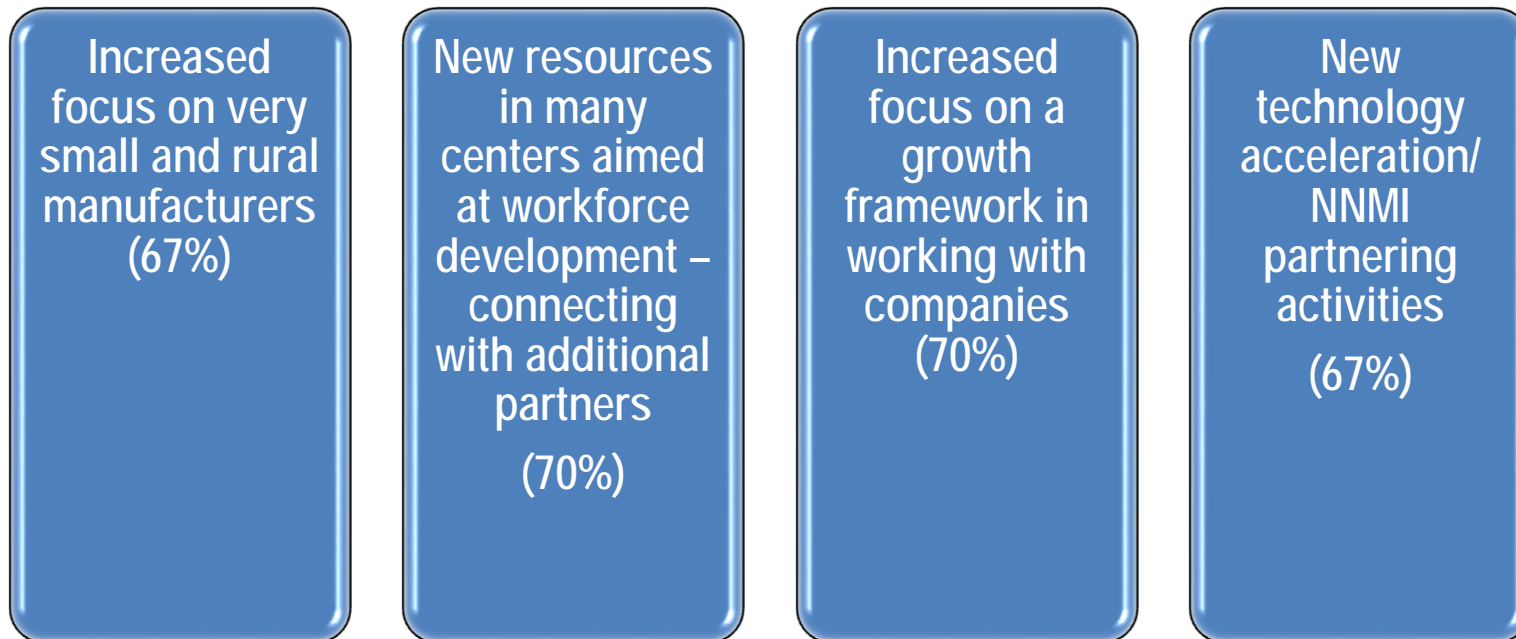 Increased
focus on very
small and rural
manufacturers
(67%)
New resources
in many
centers aimed
at workforce
development –
connecting
with additional
partners
(70%)
Increased
focus on a
growth
framework in
working with
companies
(70%)
New
technology
acceleration/
NNMI
partnering
activities
(67%)